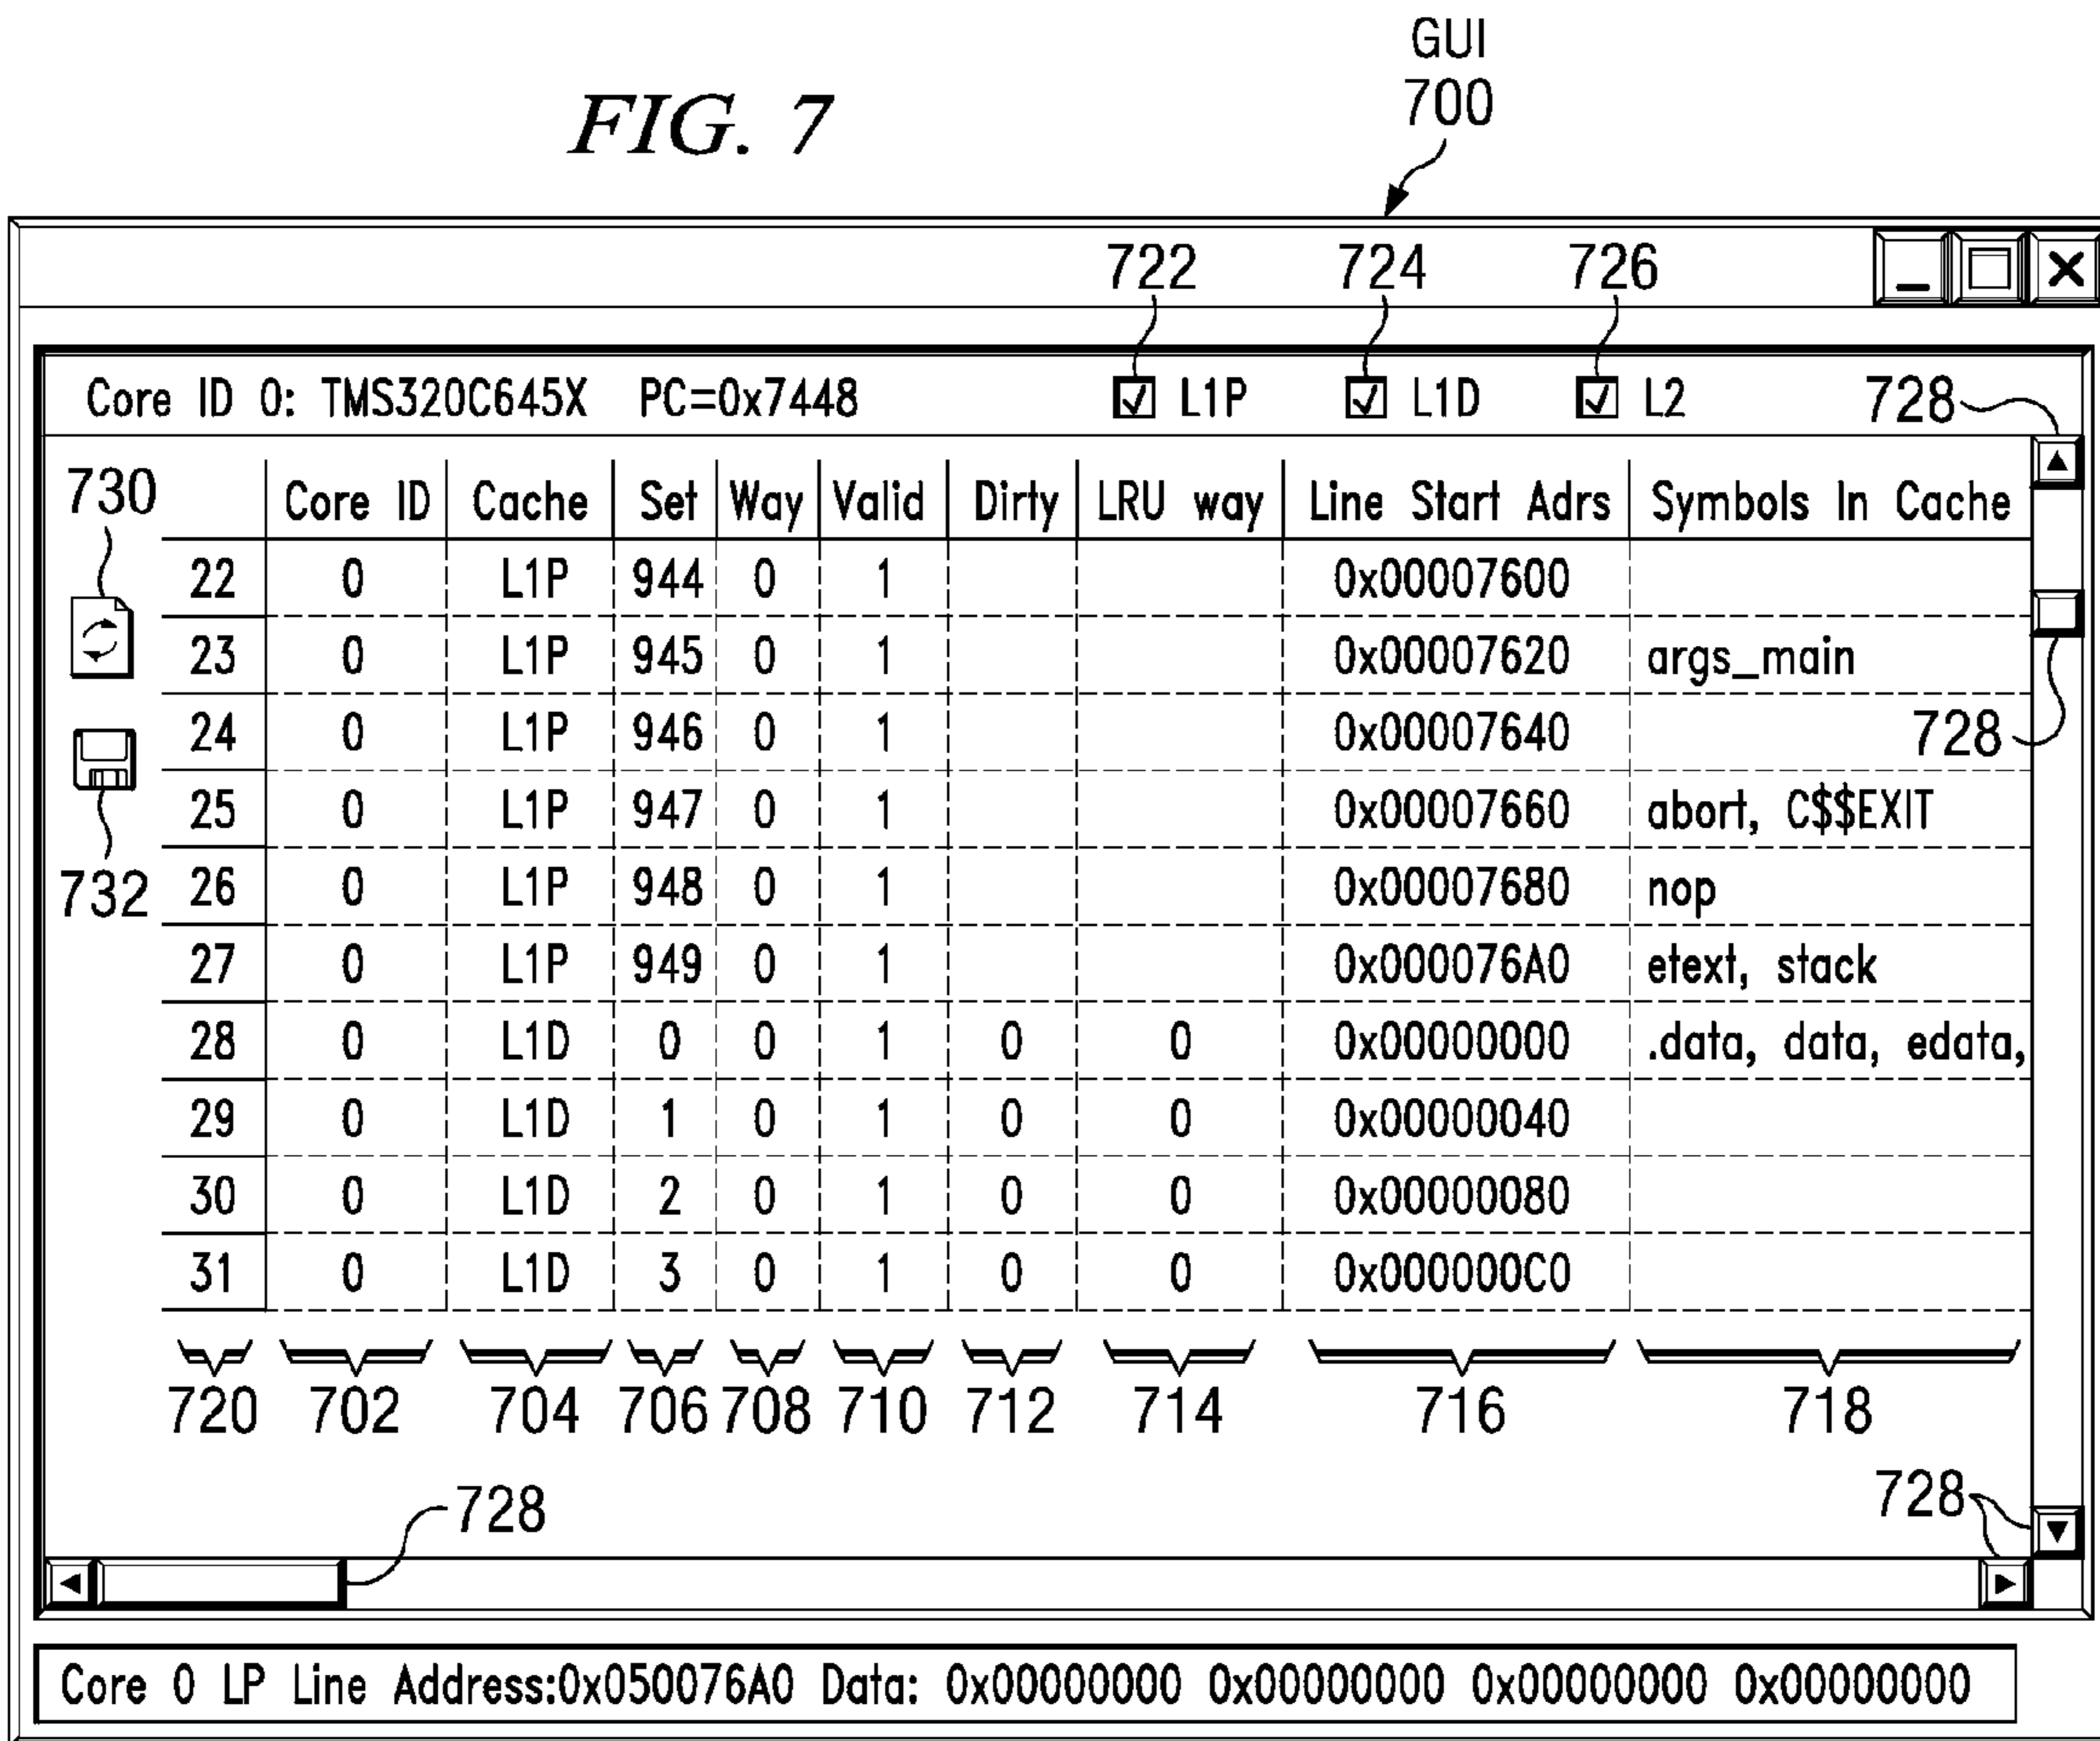 GUI
700
FIG. 7
722 724 726
Core ID 0: TMS320C645X PC=0x7448 L1P L1D L2 728
730 Core ID Cache Set Way Valid Dirty LRU way Line Start Adrs Symbols In Cache
22 0 L1P 944 0 1 0x00007600
23 0 L1P 945 0 1 0x00007620 args_main
24 0 L1P 946 0 1 0x00007640 728
25 0 L1P 947 0 1 0x00007660 abort, C$$EXIT
732 26 0 L1P 948 0 1 0x00007680 nop
27 0 L1P 949 0 1 0x000076A0 etext, stack
28 0 L1D 0 0 1 0 0 0x00000000 .data, data, edata,
29 0 L1D 1 0 1 0 0 0x00000040
30 0 L1D 2 0 1 0 0 0x00000080
31 0 L1D 3 0 1 0 0 0x000000C0
720 702 704 706 708 710 712 714 716 718
728 728
Core 0 LP Line Address:0x050076A0 Data: 0x00000000 0x00000000 0x00000000 0x00000000